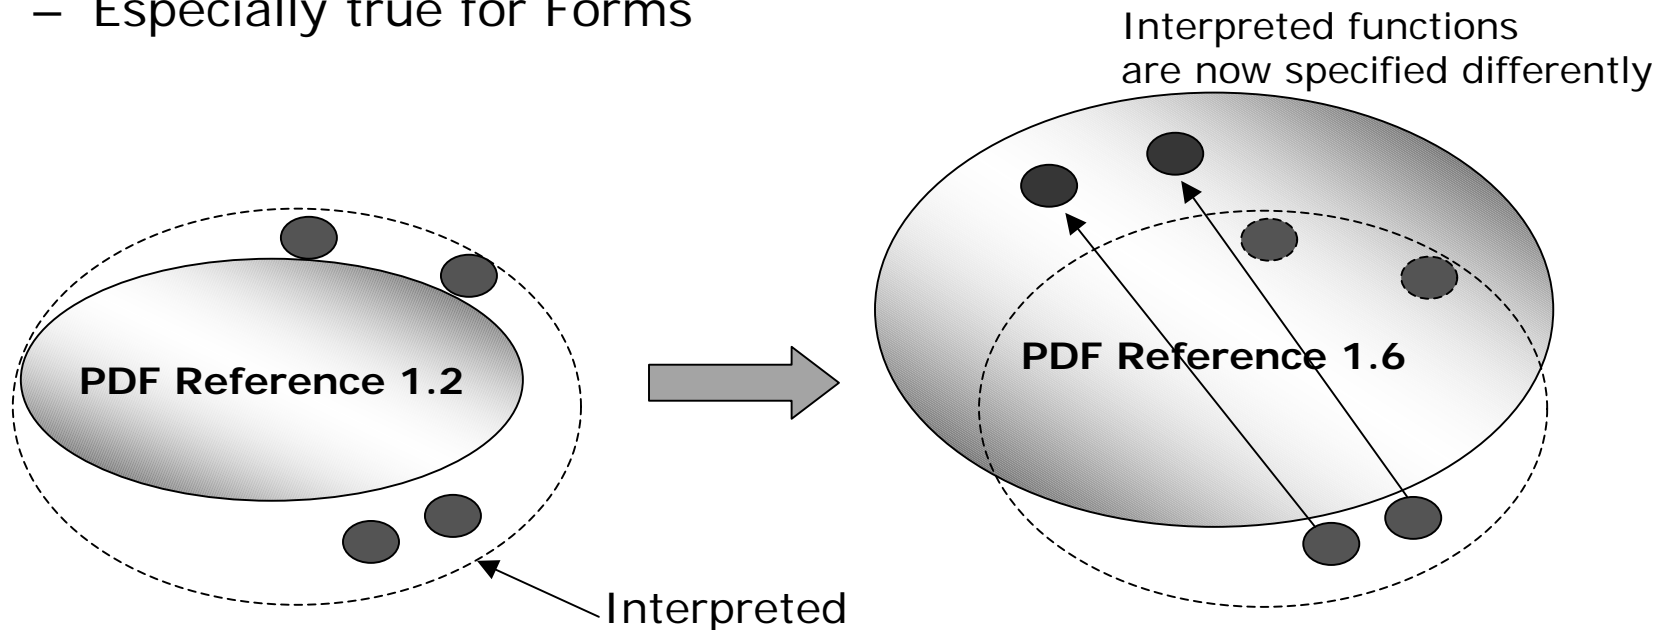 – Especially true for Forms
Interpreted functions
are now specified differently
PDF Reference 1.2
PDF Reference 1.6
Interpreted